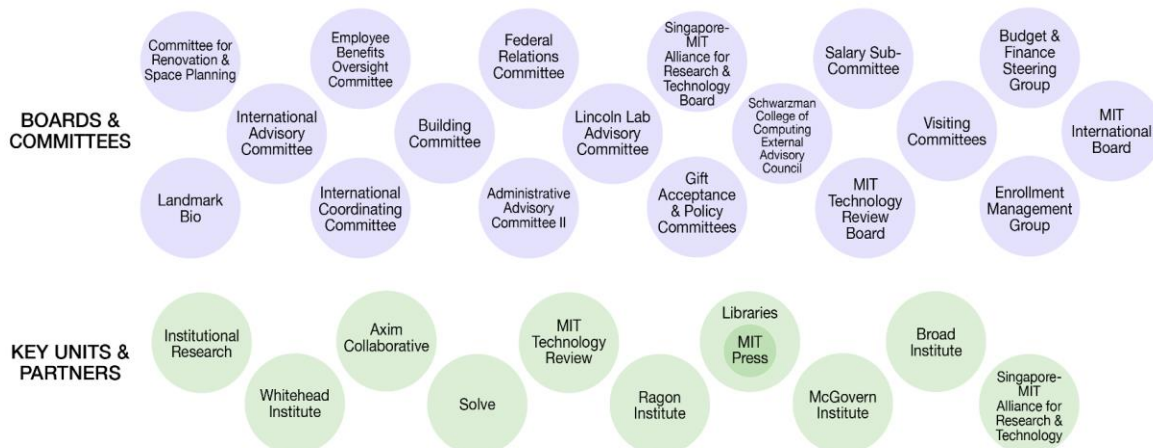 BOARDS &
COMMITTEES
Committee for
Renovation &
Space Planning
Employee
Benefits
Oversight
Committee
Federal
Relations
Committee
Singapore-
MIT
Alliance for
Research &
Technology
Board
Salary Sub-
Committee
Budget &
Finance
Steering
Group
International
Advisory
Committee
Building
Committee
Lincoln Lab
Advisory
Committee
Schwarzman
College of
Computing
External
Advisory
Council
Visiting
Committees
MIT
International
Board
Landmark
Bio
International
Coordinating
Committee
Administrative
Advisory
Committee II
Gift
Acceptance
& Policy
Committees
MIT
Technology
Review
Board
Enrollment
Management
Group
KEY UNITS &
PARTNERS
Institutional
Research
Axim
Collaborative
MIT
Technology
Review
Libraries
MIT
Press
Broad
Institute
Whitehead
Institute
Solve
Ragon
Institute
McGovern
Institute
Singapore-
MIT
Alliance for
Research &
Technology